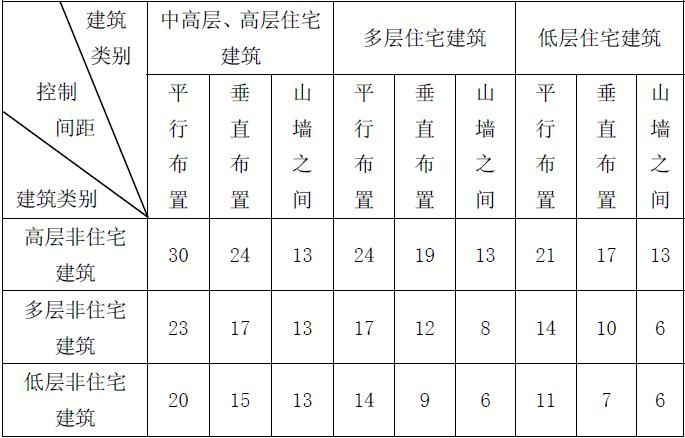 建筑
类别
控制
间距
建筑类别
中高层、高层住宅
建筑
多层住宅建筑
低层住宅建筑
平行布置
垂直布置
山墙之间
平行布置
垂直布置
山墙之间
平行布置
垂直布置
山墙之间
高层非住宅
建筑
30 24 13 24 19 13 21 17 13
多层非住宅
建筑
23 17 13 17 12 8 14 10 6
低层非住宅
建筑
20 15 13 14 9 6 11 7 6